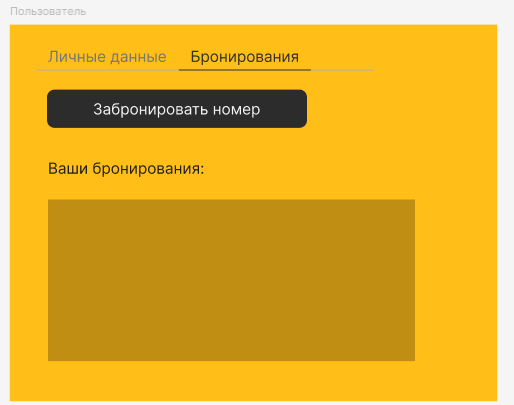 Пользователь
Личные данные Бронирования
Забронировать номер
Ваши бронирования: